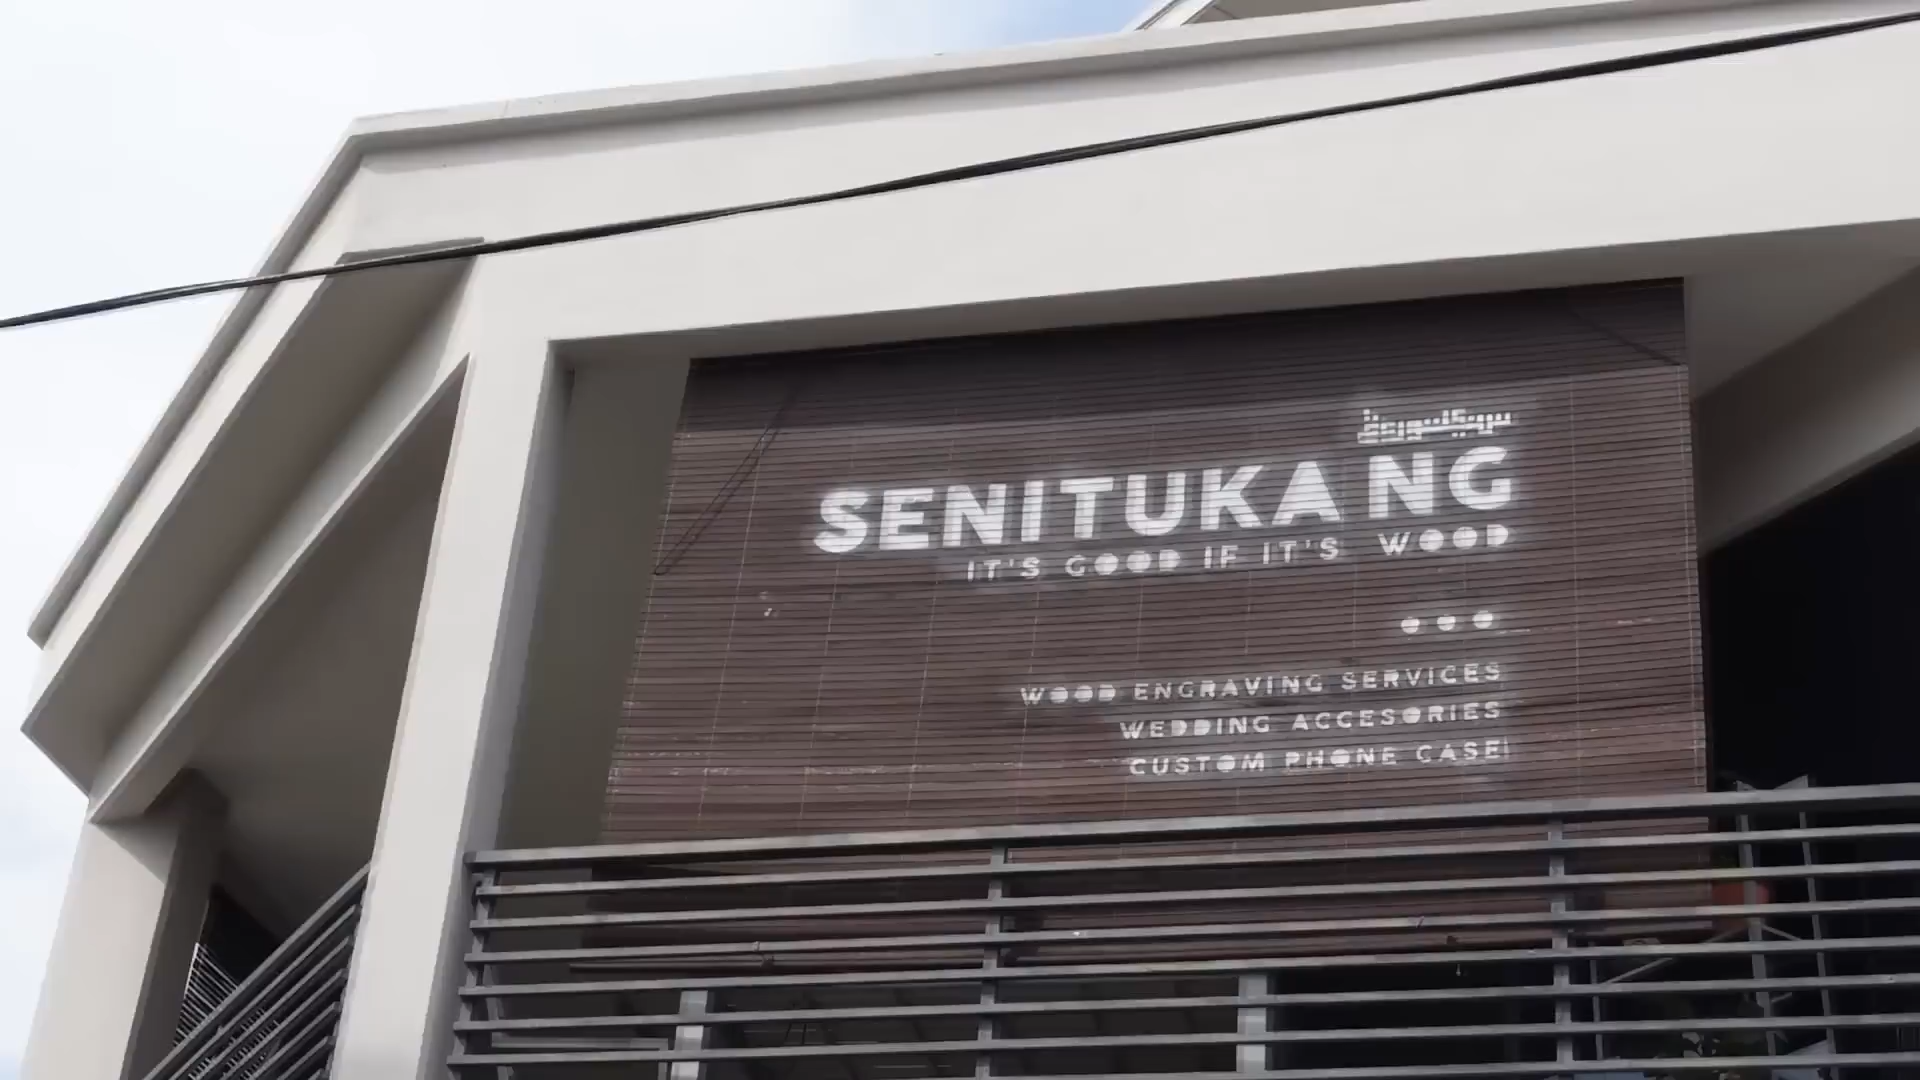 SENITUKANG
IT'S GOOD IF IT'S WOOD
WOOD ENGRAVING SERVICES
WEDDING ACCESORIES
CUSTOM PHONE CASE